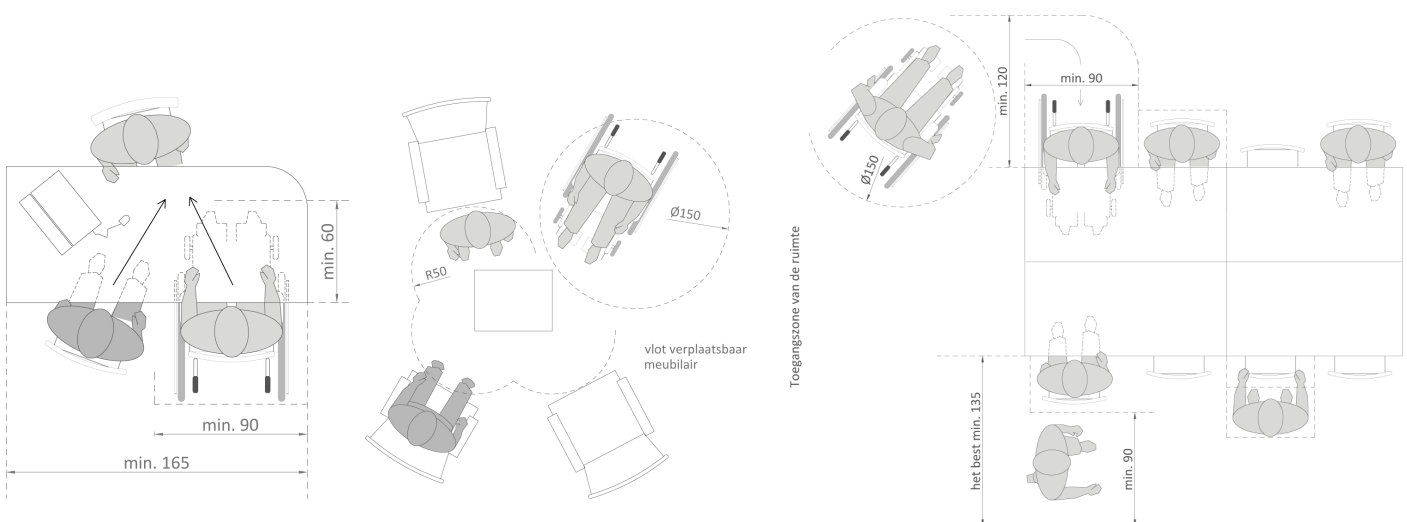 min. 60
min. 90
min. 165
R50
Ø150
vlot verplaatsbaar
meubilair
Toegangszone van de ruimte
Ø150
min. 120
min. 90
het best min. 135
min. 90